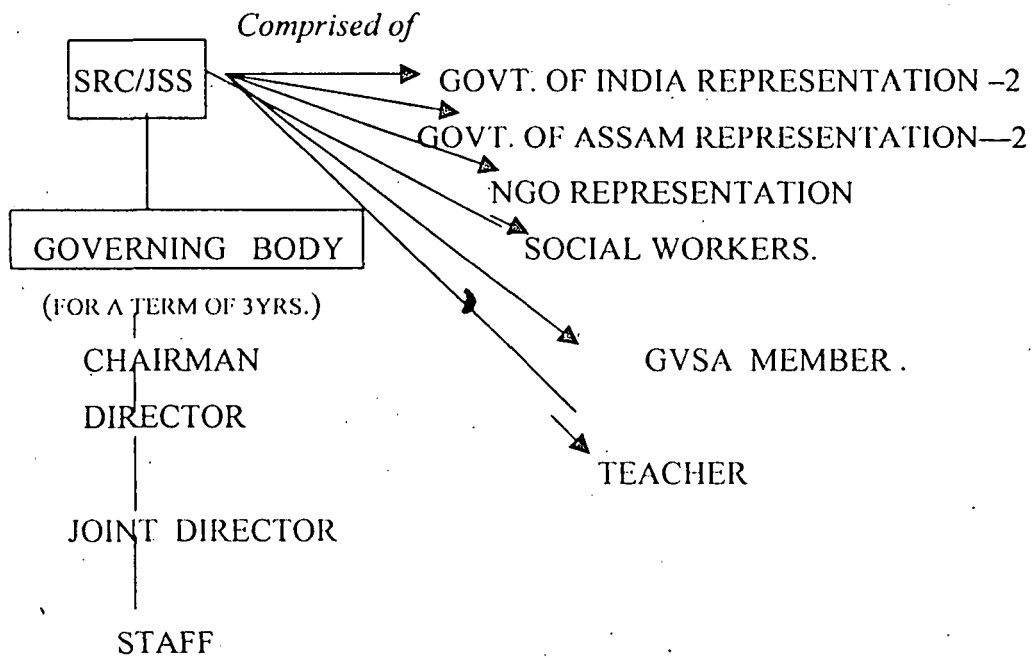 Comprised of
SRC/JSS
GOVT. OF INDIA REPRESENTATION –2
GOVT. OF ASSAM REPRESENTATION—2
NGO REPRESENTATION
GOVERNING BODY
SOCIAL WORKERS.
(FOR A TERM OF 3YRS.)
CHAIRMAN
GVSA MEMBER.
DIRECTOR
TEACHER
JOINT DIRECTOR
STAFF